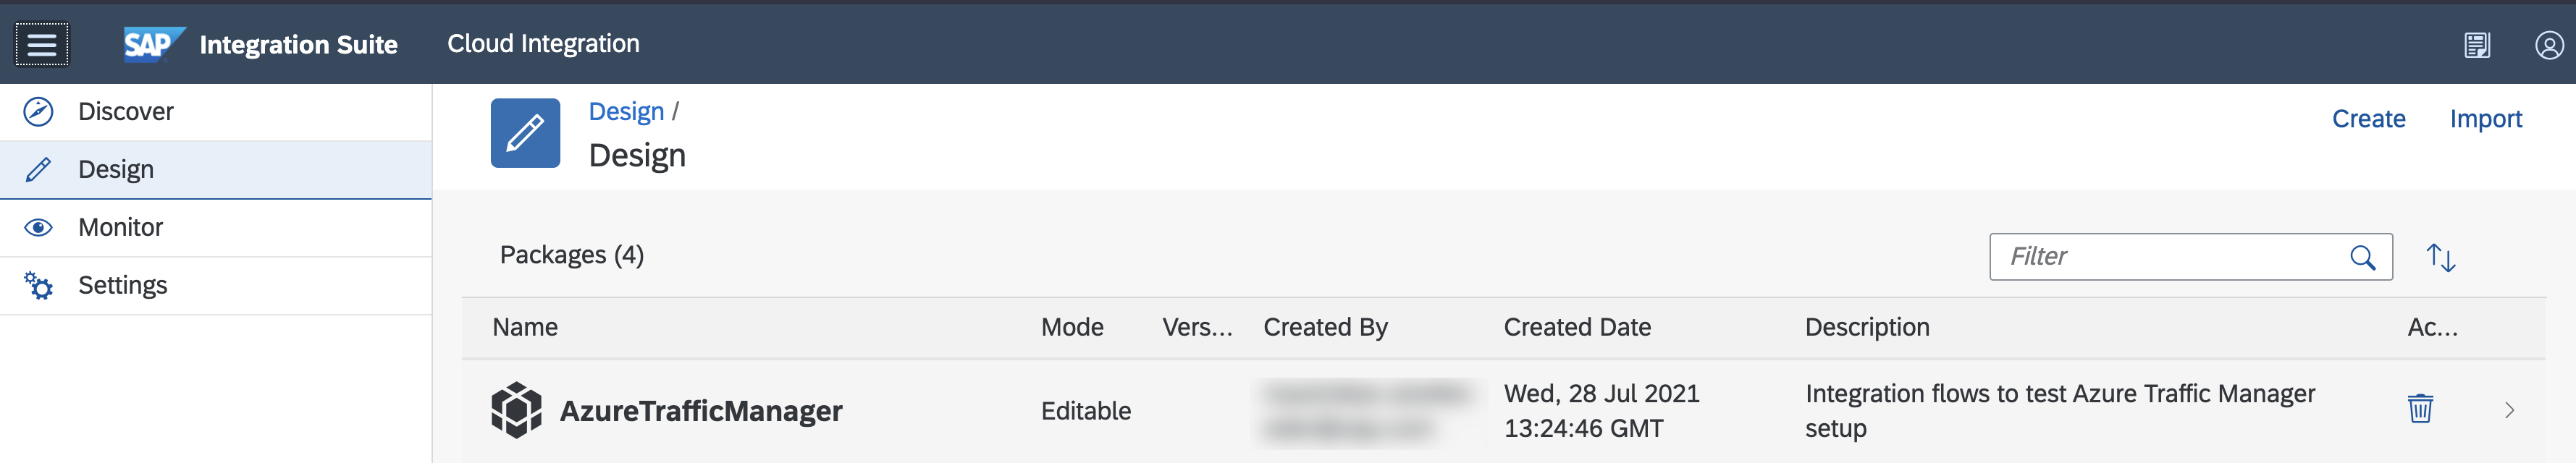 SAP Integration Suite Cloud Integration
Discover
Design
Monitor
Settings
Design /
Design
Create Import
Packages (4)
Filter
Name Mode Vers... Created By Created Date Description Ac...
AzureTrafficManager Editable
Wed, 28 Jul 2021
13:24:46 GMT
Integration flows to test Azure Traffic Manager
setup